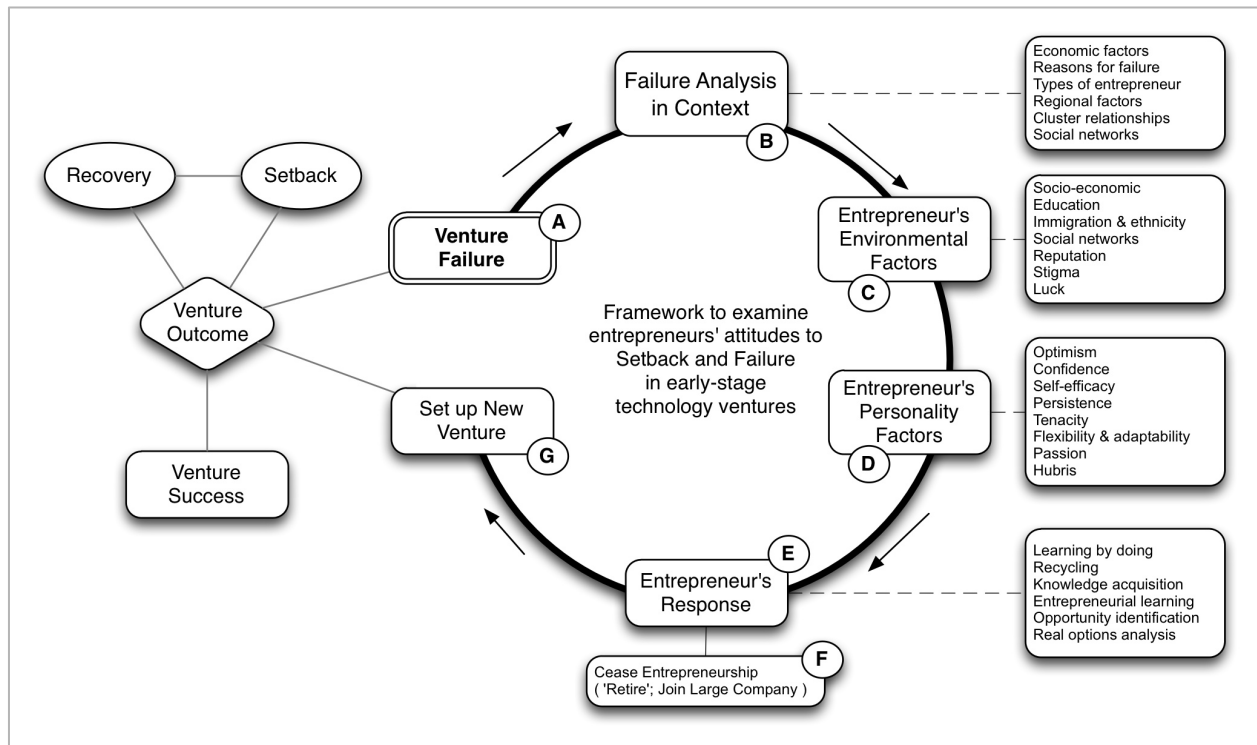 Failure Analysis
in Context
B
Economic factors
Reasons for failure
Types of entrepreneur
Regional factors
Cluster relationships
Social networks
Recovery
Setback
Venture
Failure
A
Entrepreneur's
Environmental
Factors
C
Socio-economic
Education
Immigration & ethnicity
Social networks
Reputation
Stigma
Luck
Venture
Outcome
Framework to examine
entrepreneurs' attitudes to
Setback and Failure
in early-stage
technology ventures
Entrepreneur's
Personality
Factors
D
Optimism
Confidence
Self-efficacy
Persistence
Tenacity
Flexibility & adaptability
Passion
Hubris
Set up New
Venture
G
Venture
Success
E
Entrepreneur's
Response
Learning by doing
Recycling
Knowledge acquisition
Entrepreneurial learning
Opportunity identification
Real options analysis
F
Cease Entrepreneurship
( 'Retire'; Join Large Company )